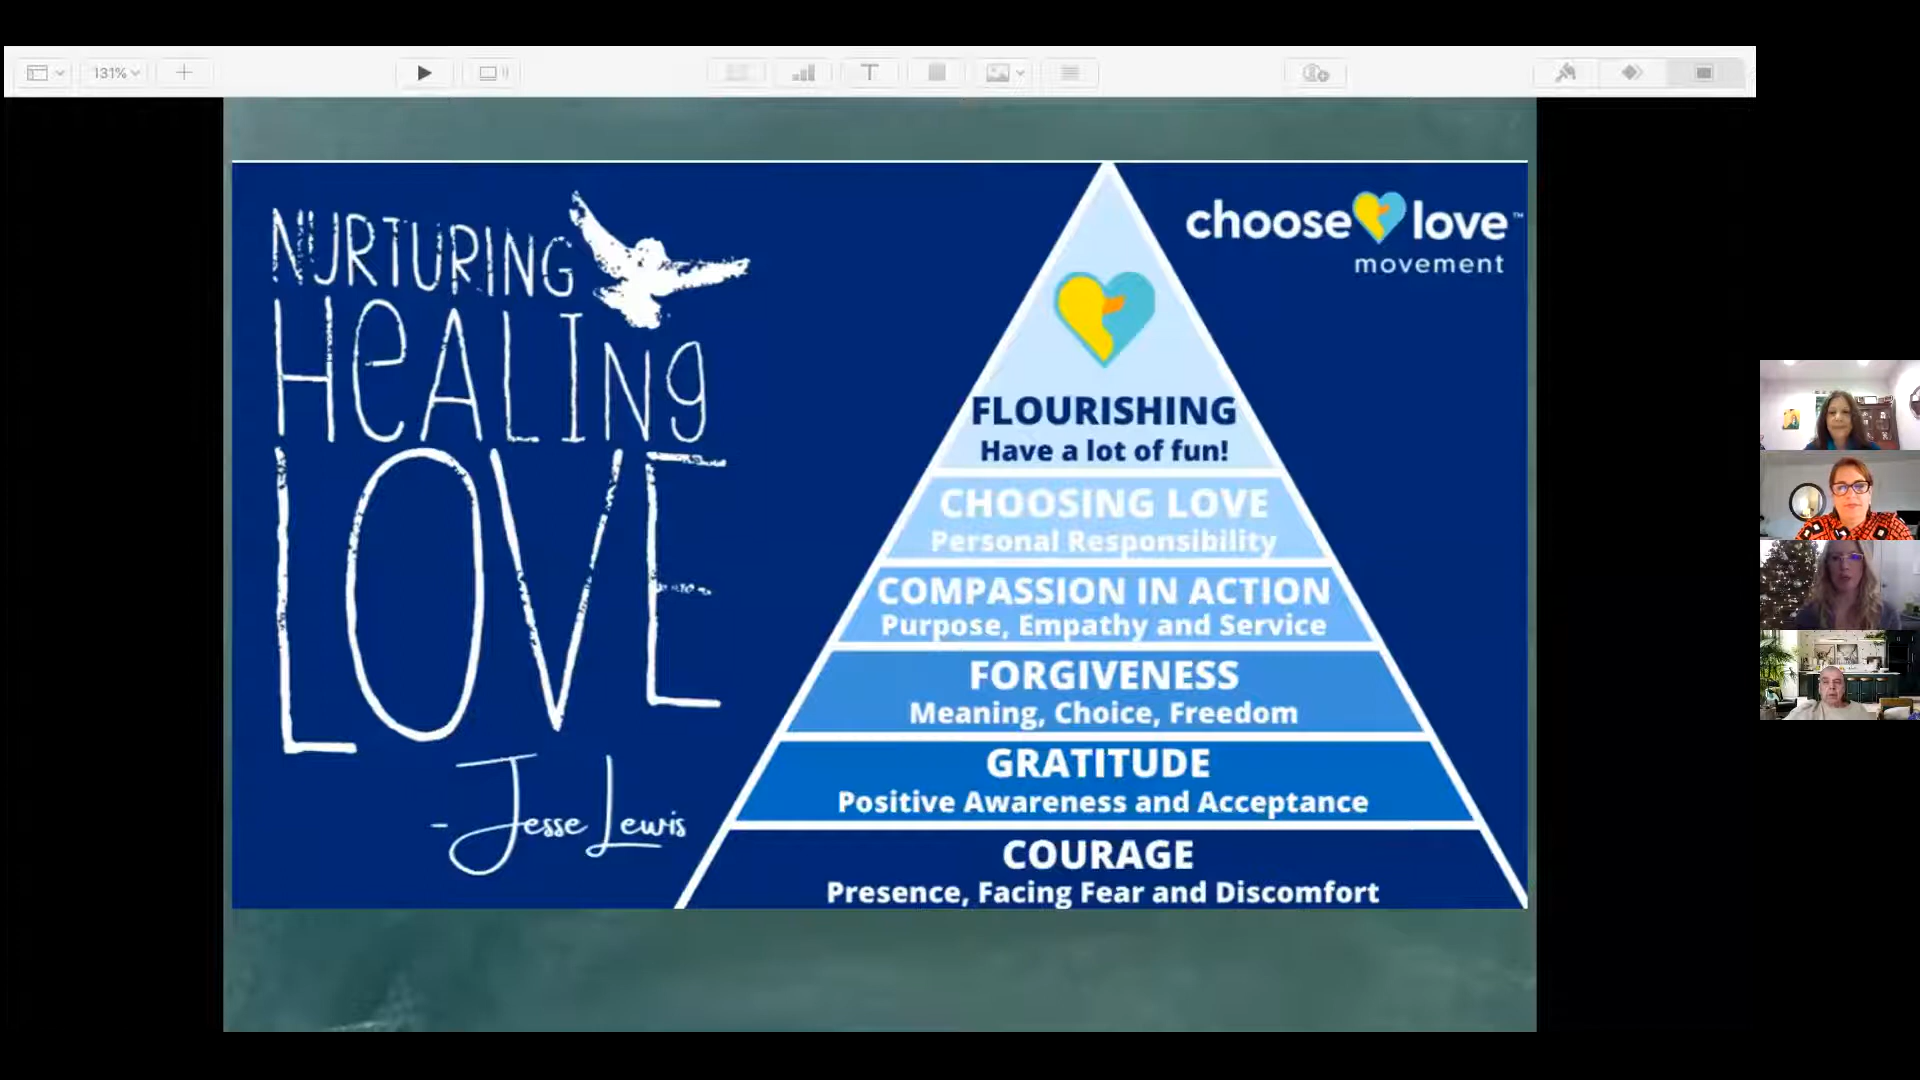 131%
NURTURING
HeALINg
LOVE
- Jesse Lewis
choose love™
movement
FLOURISHING
Have a lot of fun!
CHOOSING LOVE
Personal Responsibility
COMPASSION IN ACTION
Purpose, Empathy and Service
FORGIVENESS
Meaning, Choice, Freedom
GRATITUDE
Positive Awareness and Acceptance
COURAGE
Presence, Facing Fear and Discomfort